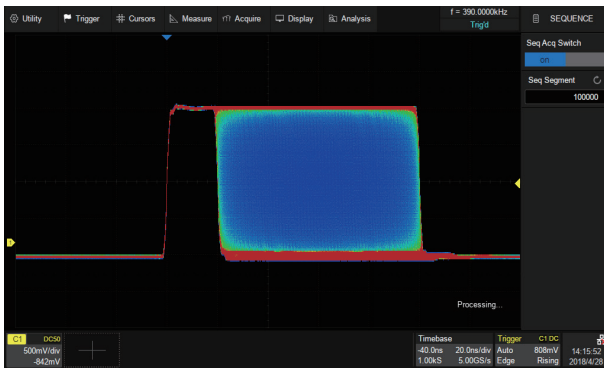 Utility Trigger Cursors Measure Acquire Display Analysis
f = 390.0000kHz
Trig'd
SEQUENCE
Seq Acq Switch
on
Seq Segment
100000
Processing...
C1 DC50
500mV/div
-842mV
Timebase
-40.0ns 20.0ns/div
1.00kS 5.00GS/s
Trigger C1 DC
Auto 808mV
Edge Rising
14:15:52
2018/4/28